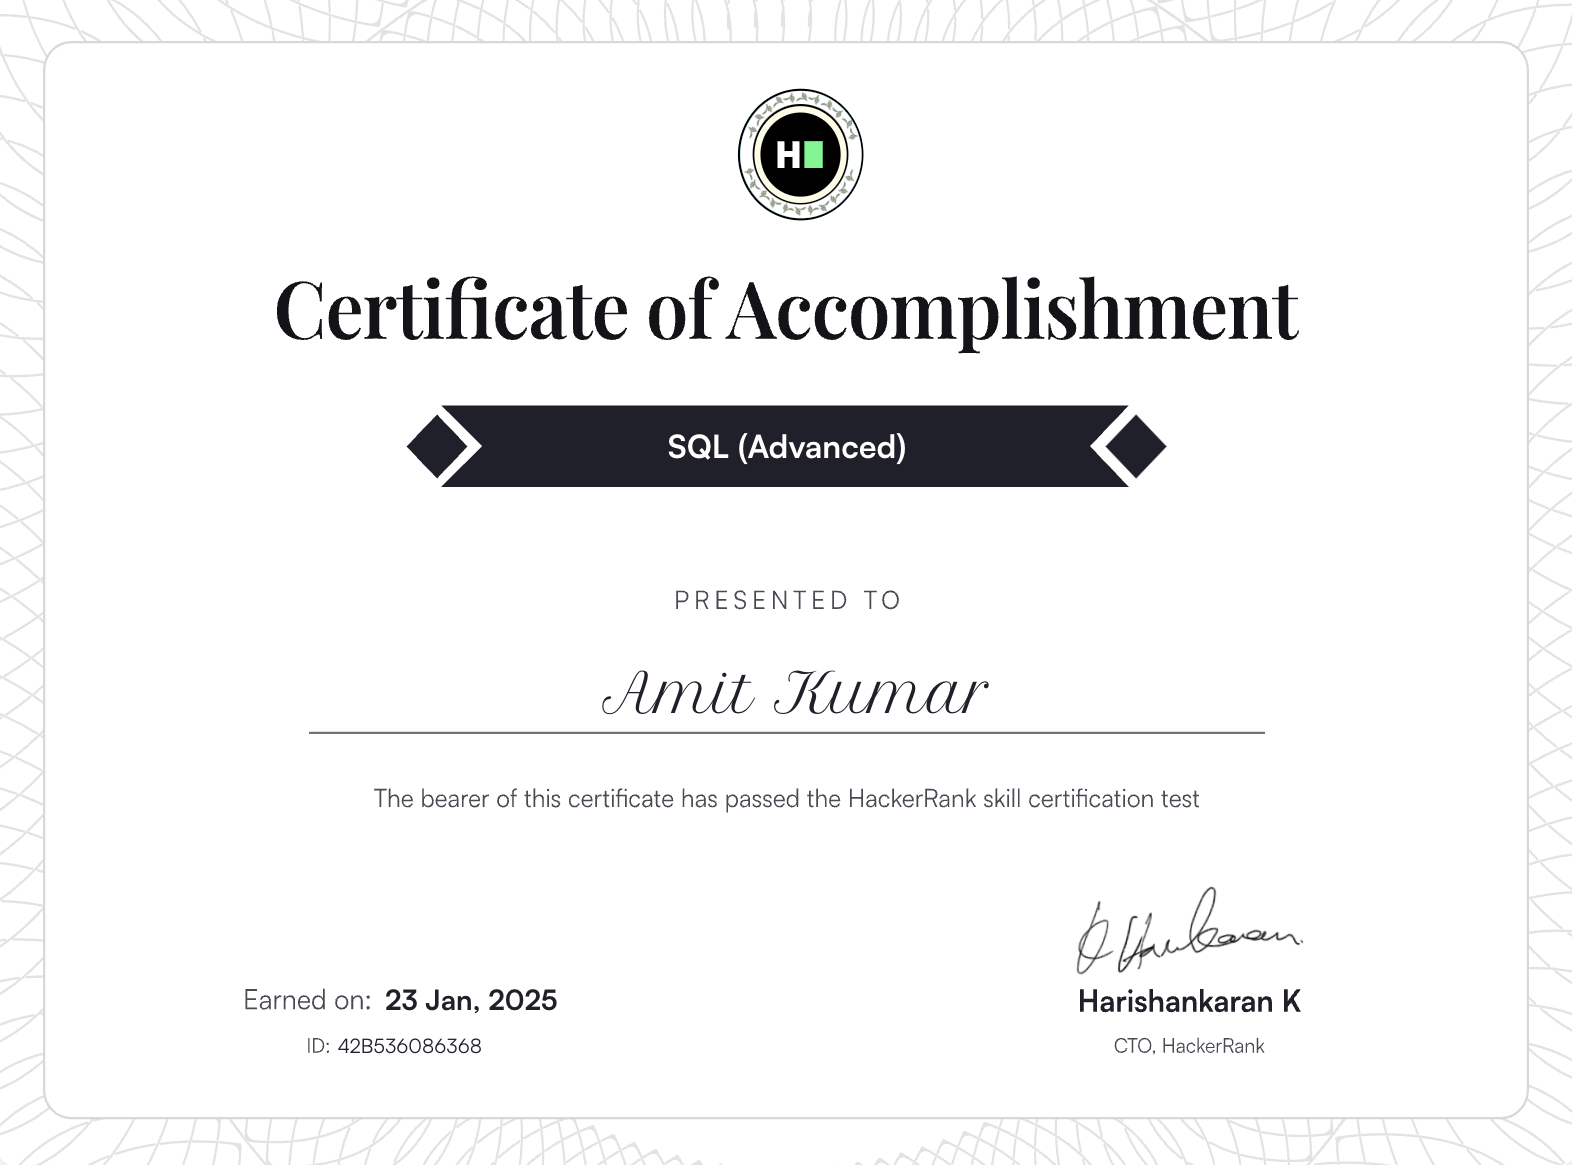 H
Certificate of Accomplishment
SQL (Advanced)
PRESENTED TO
Amit Kumar
The bearer of this certificate has passed the HackerRank skill certification test
Earned on: 23 Jan, 2025
ID: 42B536086368
K Harikaran
Harishankaran K
CTO, HackerRank